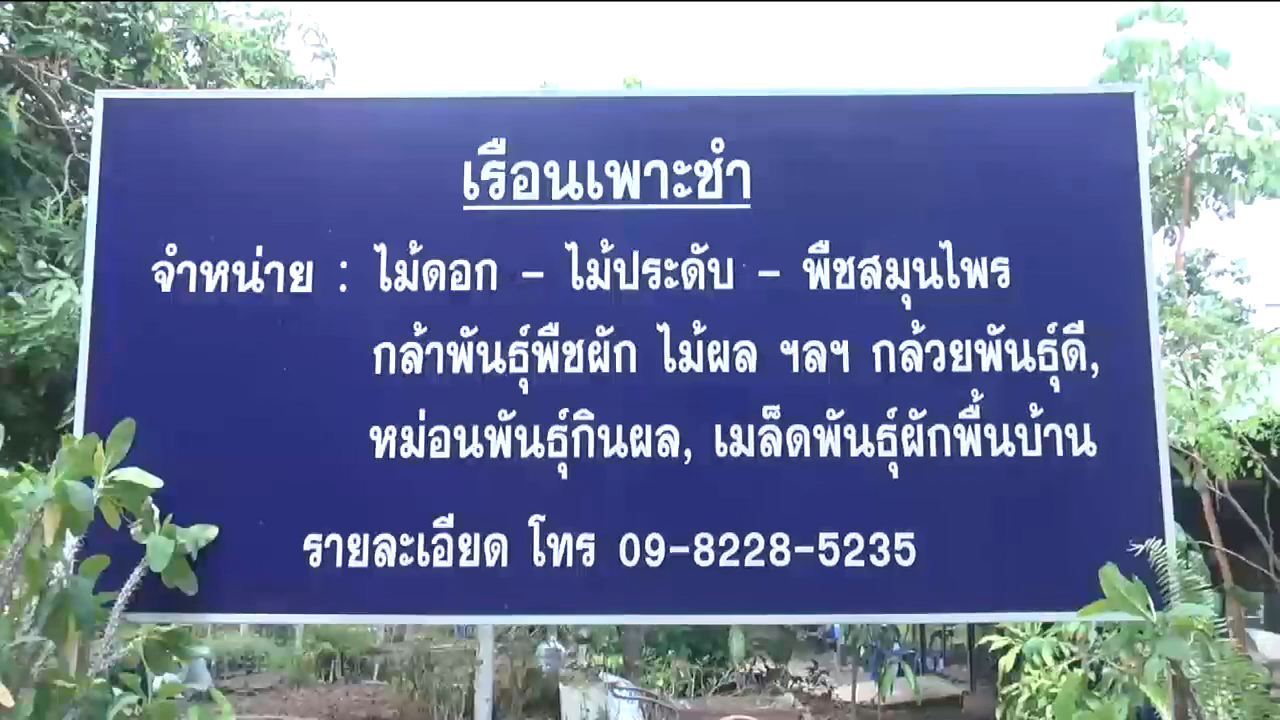 เรือนเพาะชำ
จำหน่าย : ไม้ดอก - ไม้ประดับ - พืชสมุนไพร
กล้าพันธุ์พืชผัก ไม้ผล ฯลฯ กล้วยพันธุ์ดี,
หม่อนพันธุ์กินผล, เมล็ดพันธุ์ผักพื้นบ้าน
รายละเอียด โทร 09-8228-5235